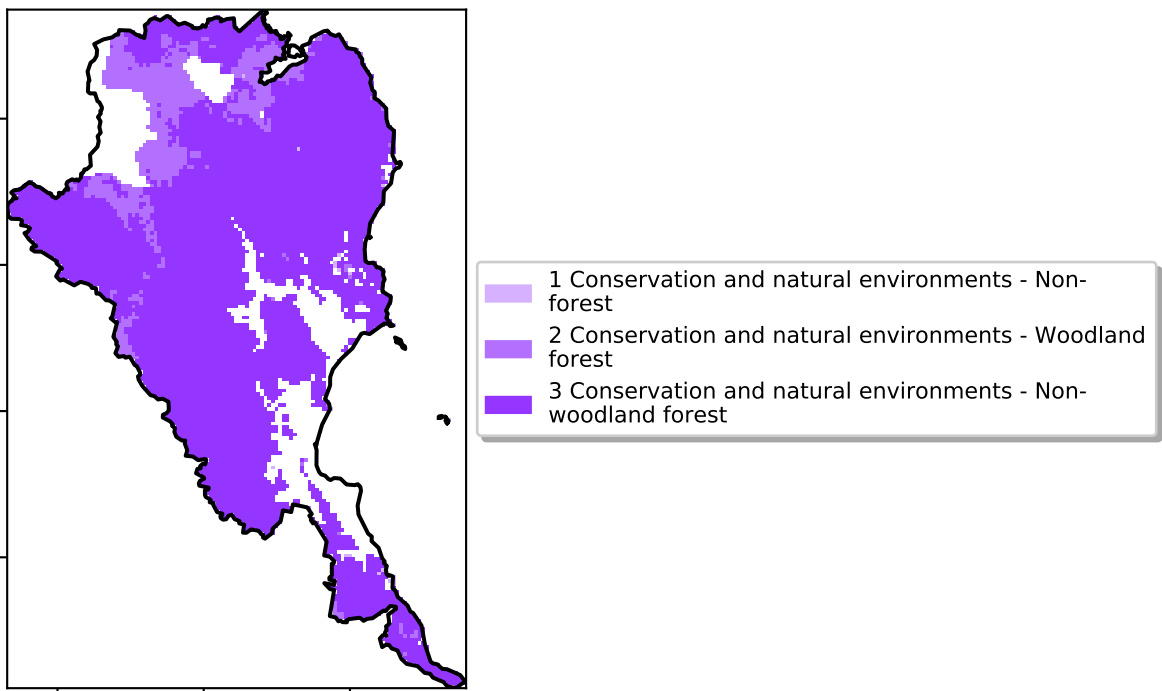 1 Conservation and natural environments - Non-
forest
2 Conservation and natural environments - Woodland
forest
3 Conservation and natural environments - Non-
woodland forest